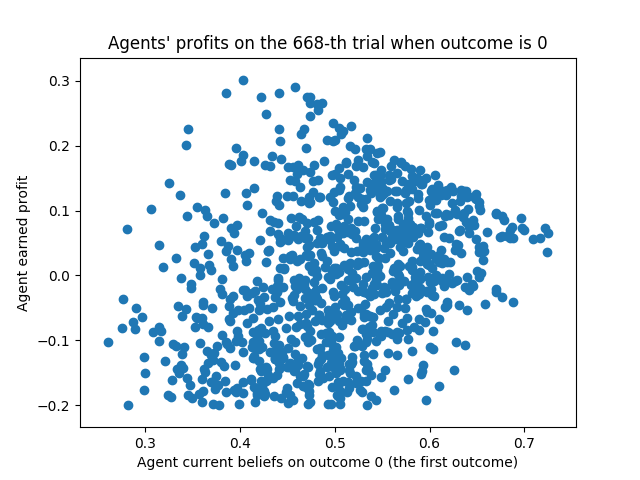 Agents' profits on the 668-th trial when outcome is 0
0.3
0.2
0.1
0.0
−0.1
−0.2
Agent earned profit
0.3 0.4 0.5 0.6 0.7
Agent current beliefs on outcome 0 (the first outcome)